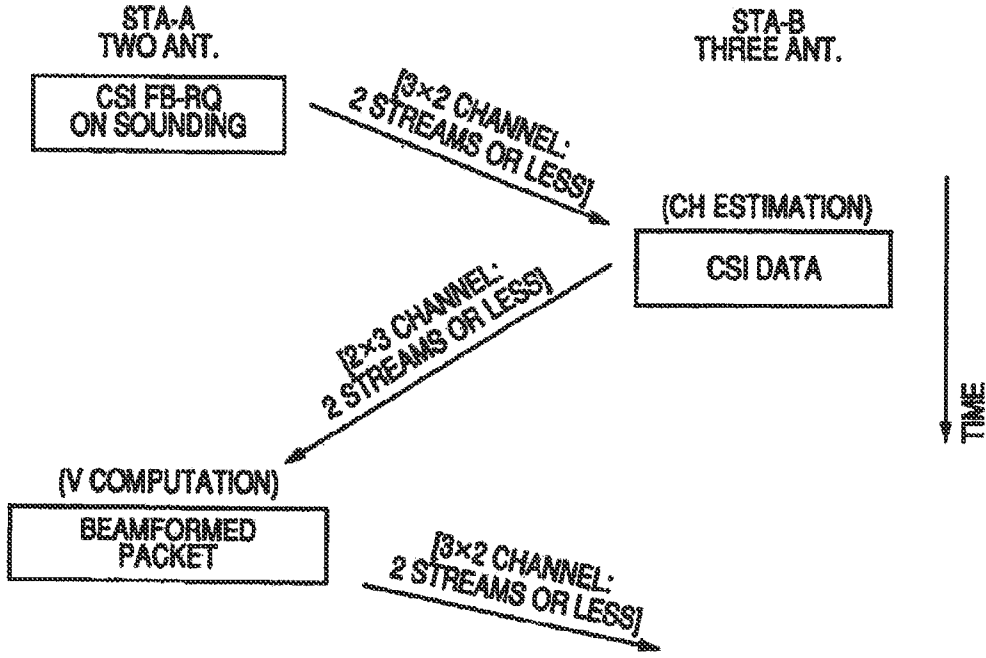 STA-A
TWO ANT.
STA-B
THREE ANT.
CSI FB-RQ
ON SOUNDING
[3×2 CHANNEL:
2 STREAMS OR LESS]
(CH ESTIMATION)
CSI DATA
[2×3 CHANNEL:
2 STREAMS OR LESS]
TIME
(V COMPUTATION)
BEAMFORMED
PACKET
[3×2 CHANNEL:
2 STREAMS OR LESS]